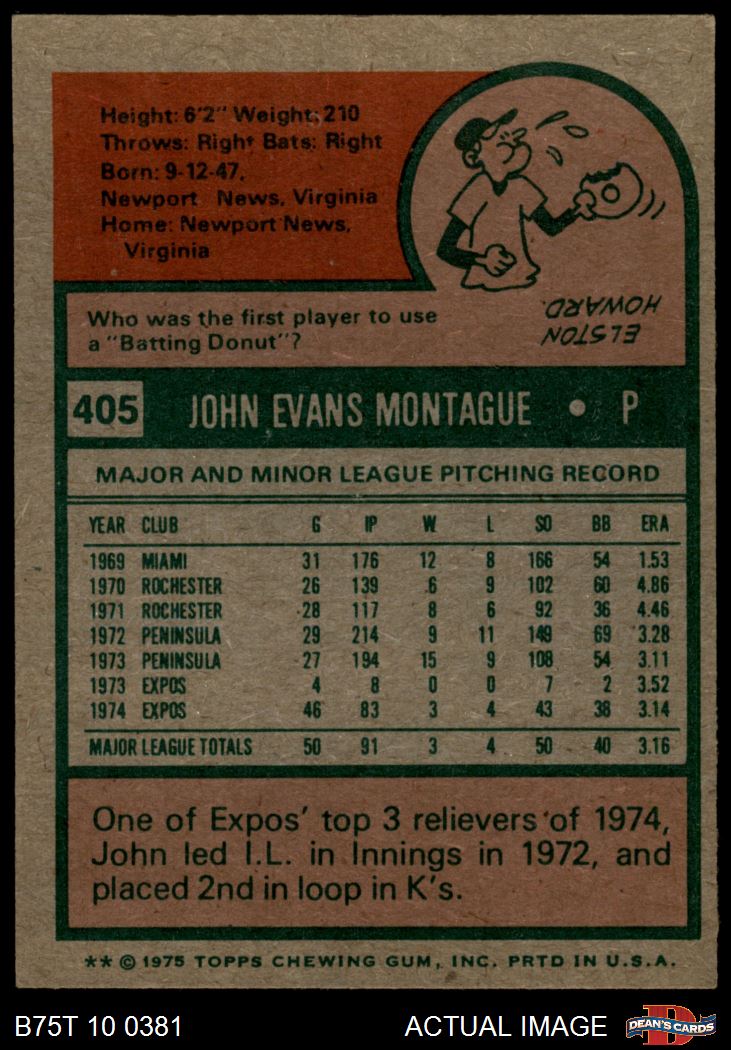 Height: 6'2" Weight: 210
Throws: Right Bats: Right
Born: 9-12-47,
Newport News, Virginia
Home: Newport News,
Virginia
Who was the first player to use
a "Batting Donut"?
ELSTON
HOWARD.
405 JOHN EVANS MONTAGUE • P
MAJOR AND MINOR LEAGUE PITCHING RECORD
YEAR CLUB G IP W L SO BB ERA
1969 MIAMI 31 176 12 8 166 54 1.53
1970 ROCHESTER 26 139 6 9 102 60 4.86
1971 ROCHESTER 28 117 8 6 92 36 4.46
1972 PENINSULA 29 214 9 11 149 69 3.28
1973 PENINSULA 27 194 15 9 108 54 3.11
1973 EXPOS 4 8 0 0 7 2 3.52
1974 EXPOS 46 83 3 4 43 38 3.14
MAJOR LEAGUE TOTALS 50 91 3 4 50 40 3.16
One of Expos' top 3 relievers of 1974,
John led I.L. in Innings in 1972, and
placed 2nd in loop in K's.
** © 1975 TOPPS CHEWING GUM, INC. PRTD IN U.S.A.
B75T 10 0381 ACTUAL IMAGE DEAN'S CARDS